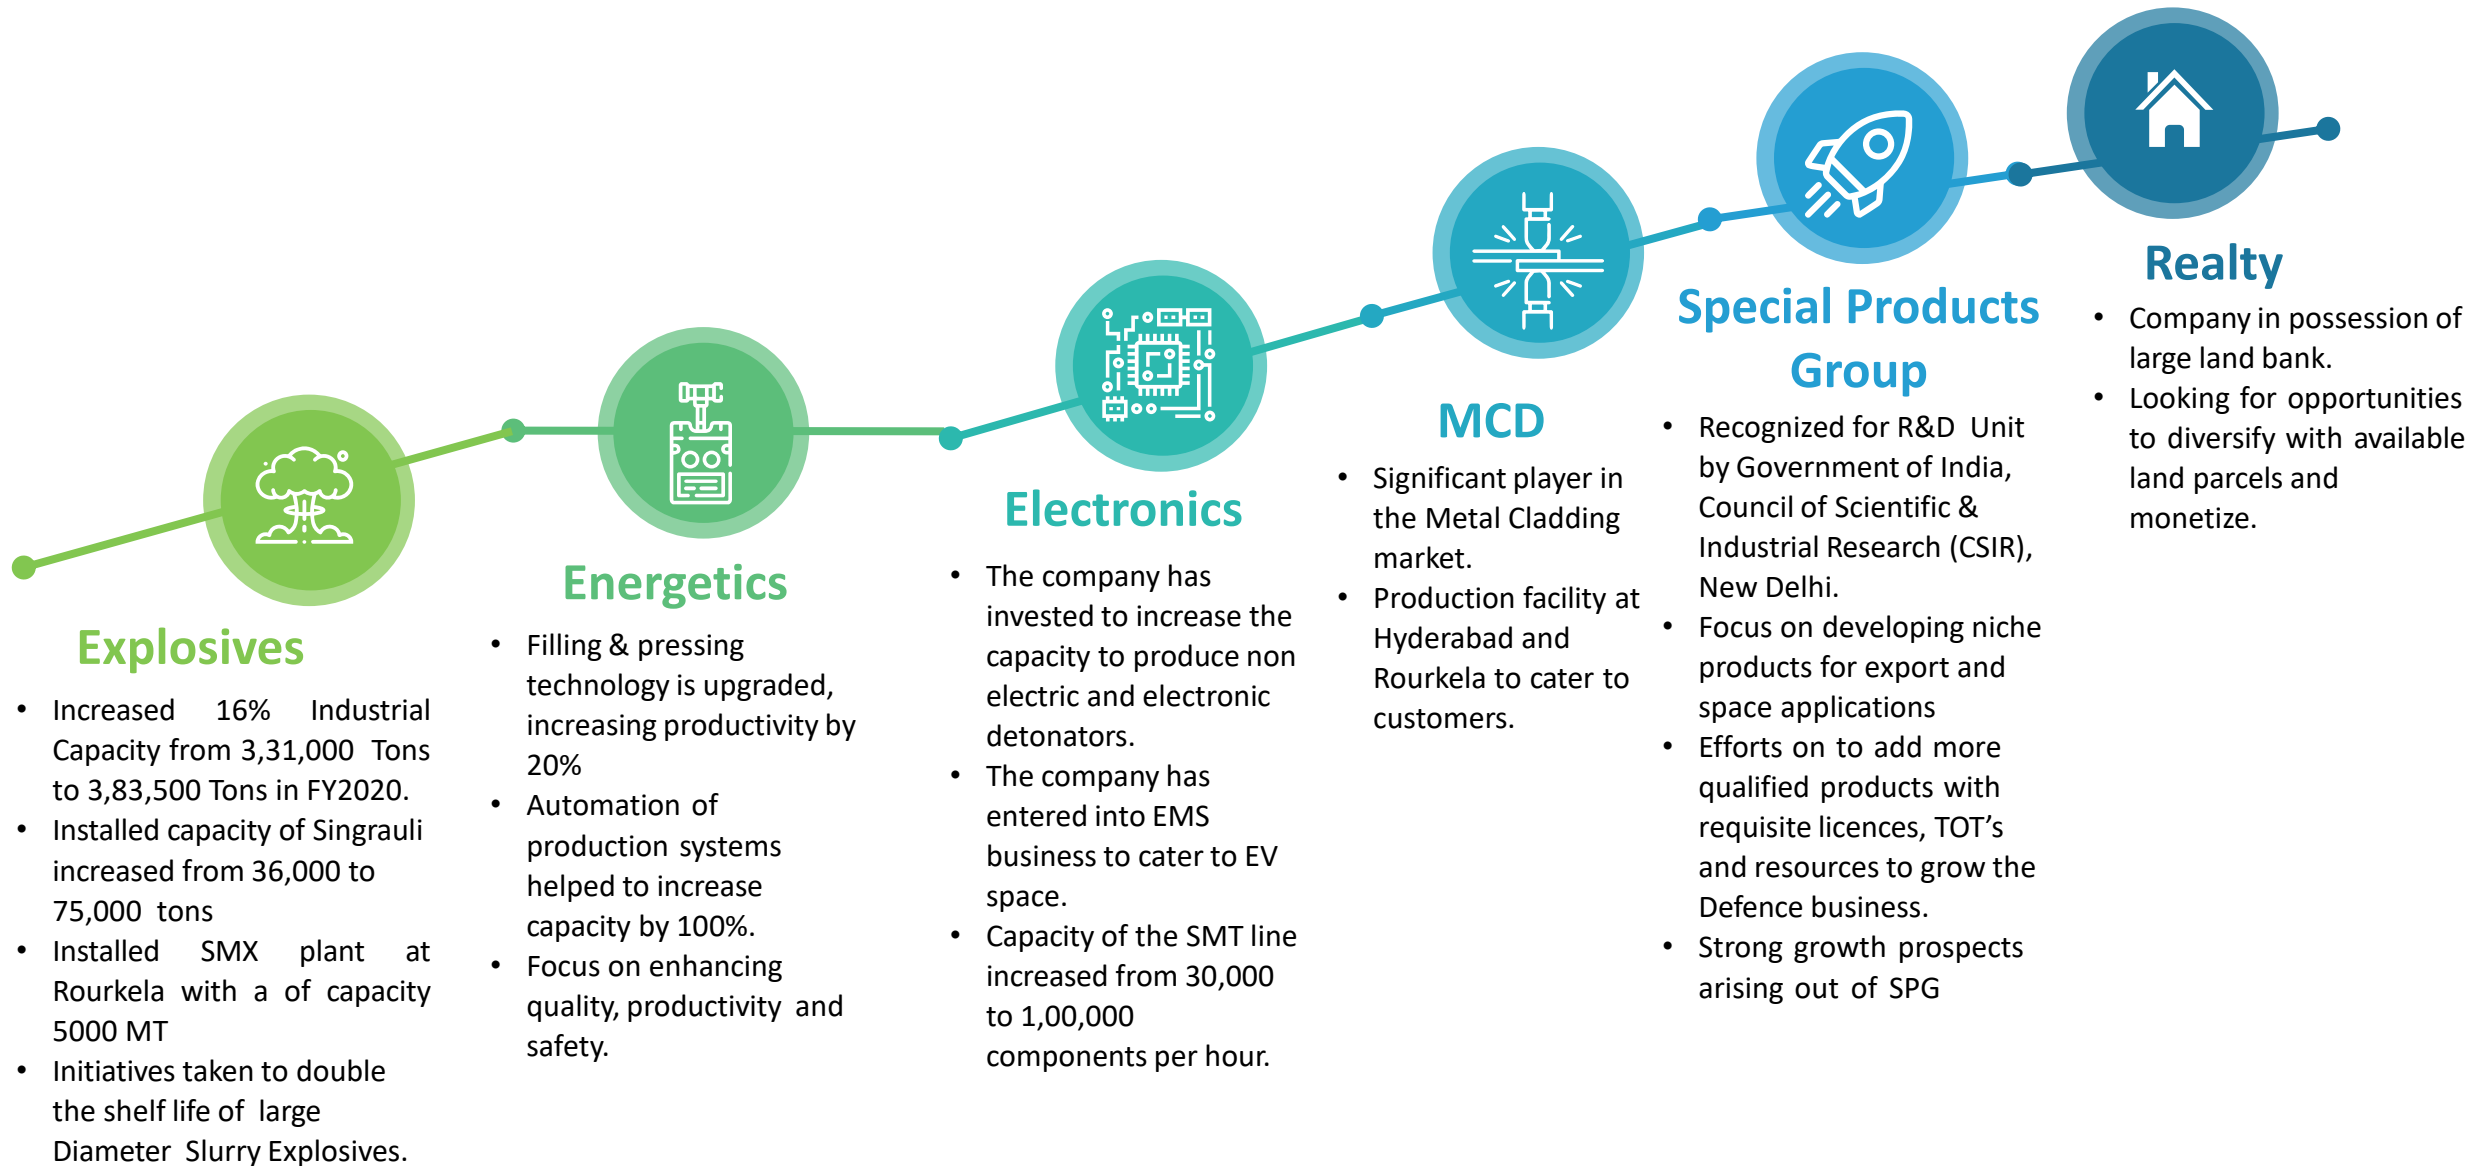 Explosives
• Increased 16% Industrial
Capacity from 3,31,000 Tons
to 3,83,500 Tons in FY2020.
• Installed capacity of Singrauli
increased from 36,000 to
75,000 tons
• Installed SMX plant at
Rourkela with a of capacity
5000 MT
• Initiatives taken to double
the shelf life of large
Diameter Slurry Explosives.
Energetics
• Filling & pressing
technology is upgraded,
increasing productivity by
20%
• Automation of
production systems
helped to increase
capacity by 100%.
• Focus on enhancing
quality, productivity and
safety.
Electronics
• The company has
invested to increase the
capacity to produce non
electric and electronic
detonators.
• The company has
entered into EMS
business to cater to EV
space.
• Capacity of the SMT line
increased from 30,000
to 1,00,000
components per hour.
MCD
• Significant player in
the Metal Cladding
market.
• Production facility at
Hyderabad and
Rourkela to cater to
customers.
Special Products
Group
• Recognized for R&D Unit
by Government of India,
Council of Scientific &
Industrial Research (CSIR),
New Delhi.
• Focus on developing niche
products for export and
space applications
• Efforts on to add more
qualified products with
requisite licences, TOT’s
and resources to grow the
Defence business.
• Strong growth prospects
arising out of SPG
Realty
• Company in possession of
large land bank.
• Looking for opportunities
to diversify with available
land parcels and
monetize.